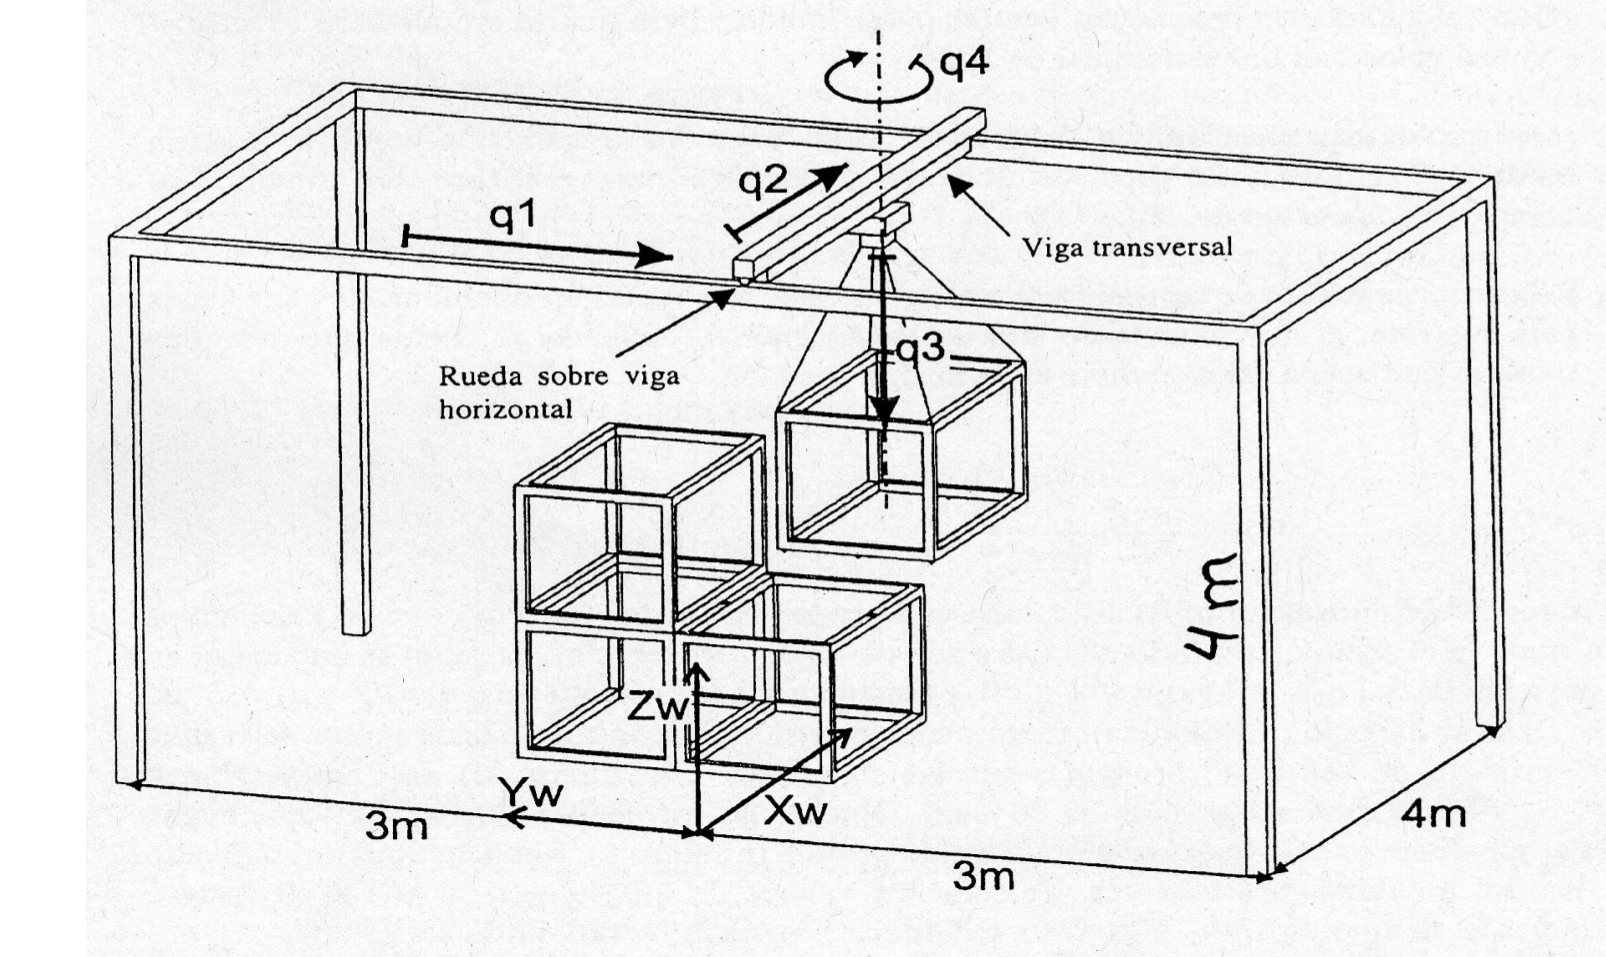 q4
q2
q1
Viga transversal
q3
Rueda sobre viga
horizontal
4m
Zw
Yw
Xw
3m
4m
3m